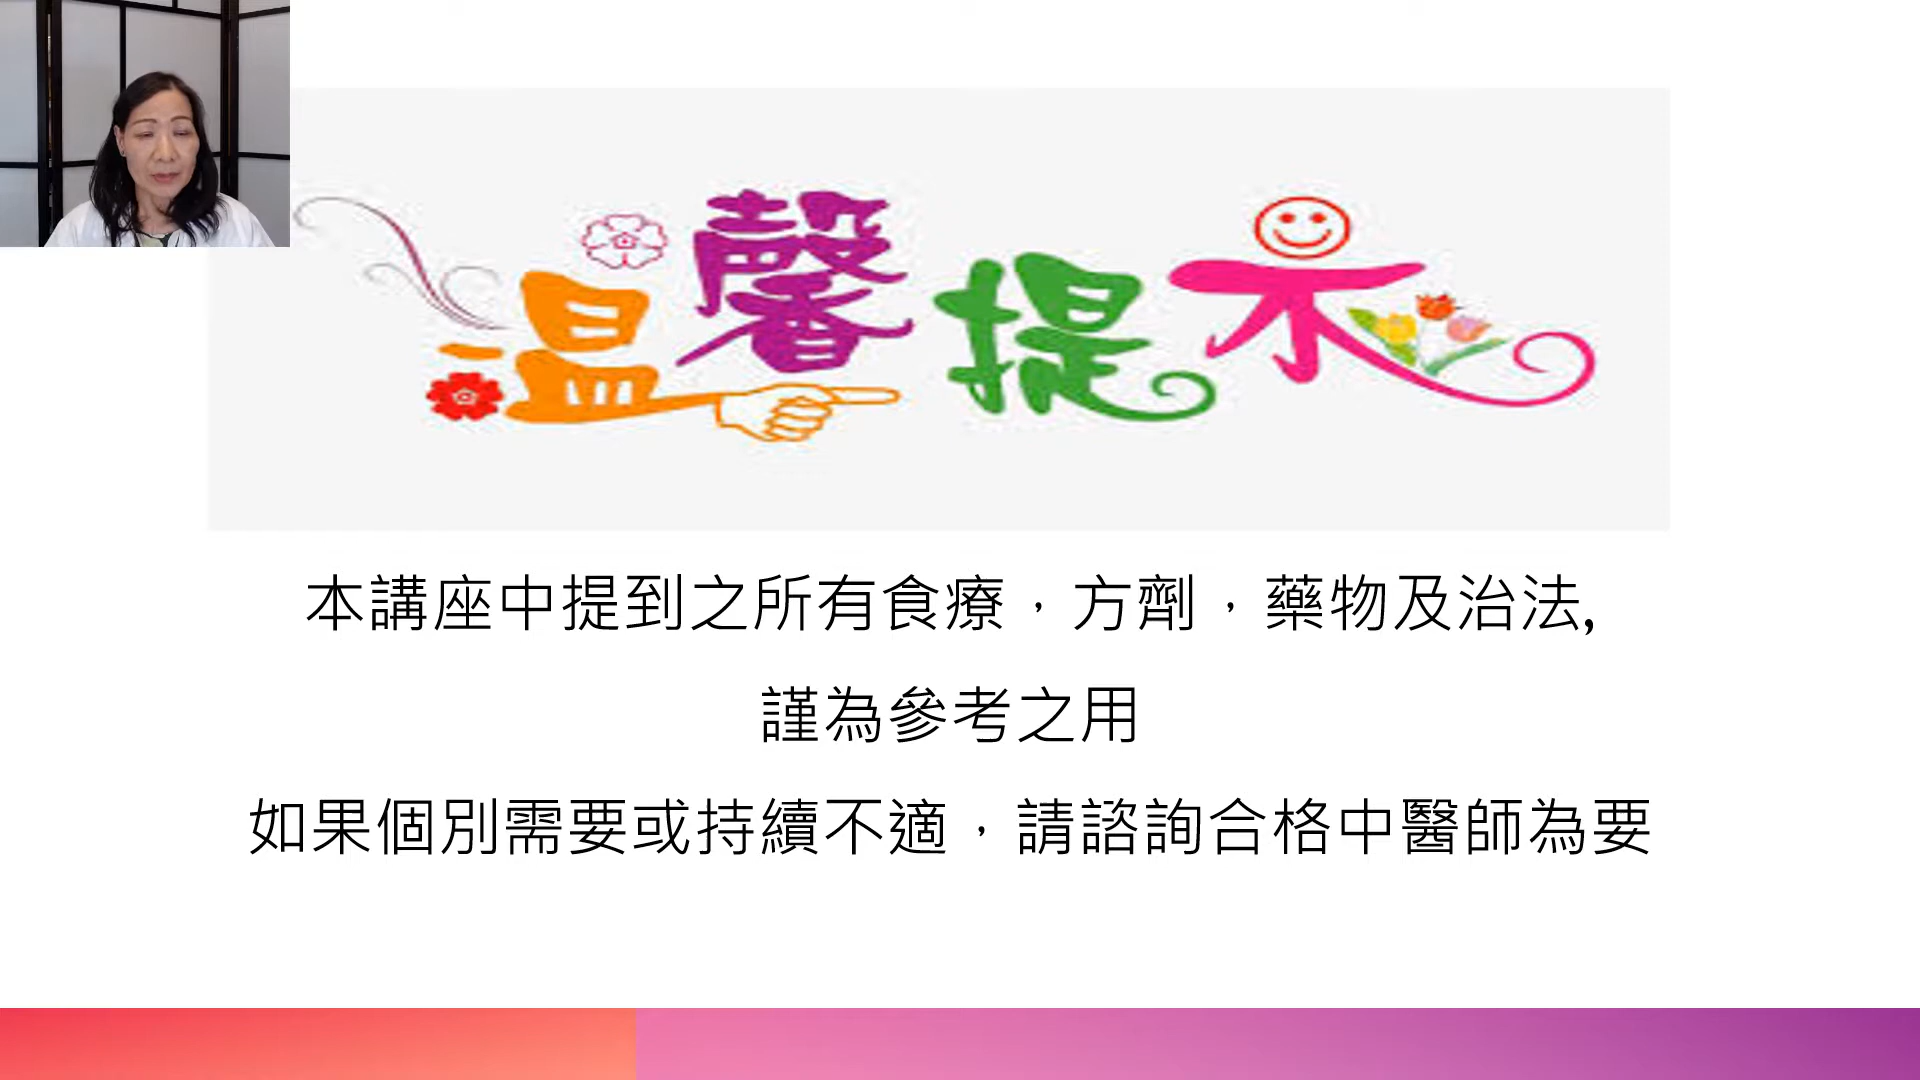 溫馨提示
本講座中提到之所有食療，方劑，藥物及治法,
謹為參考之用
如果個別需要或持續不適，請諮詢合格中醫師為要